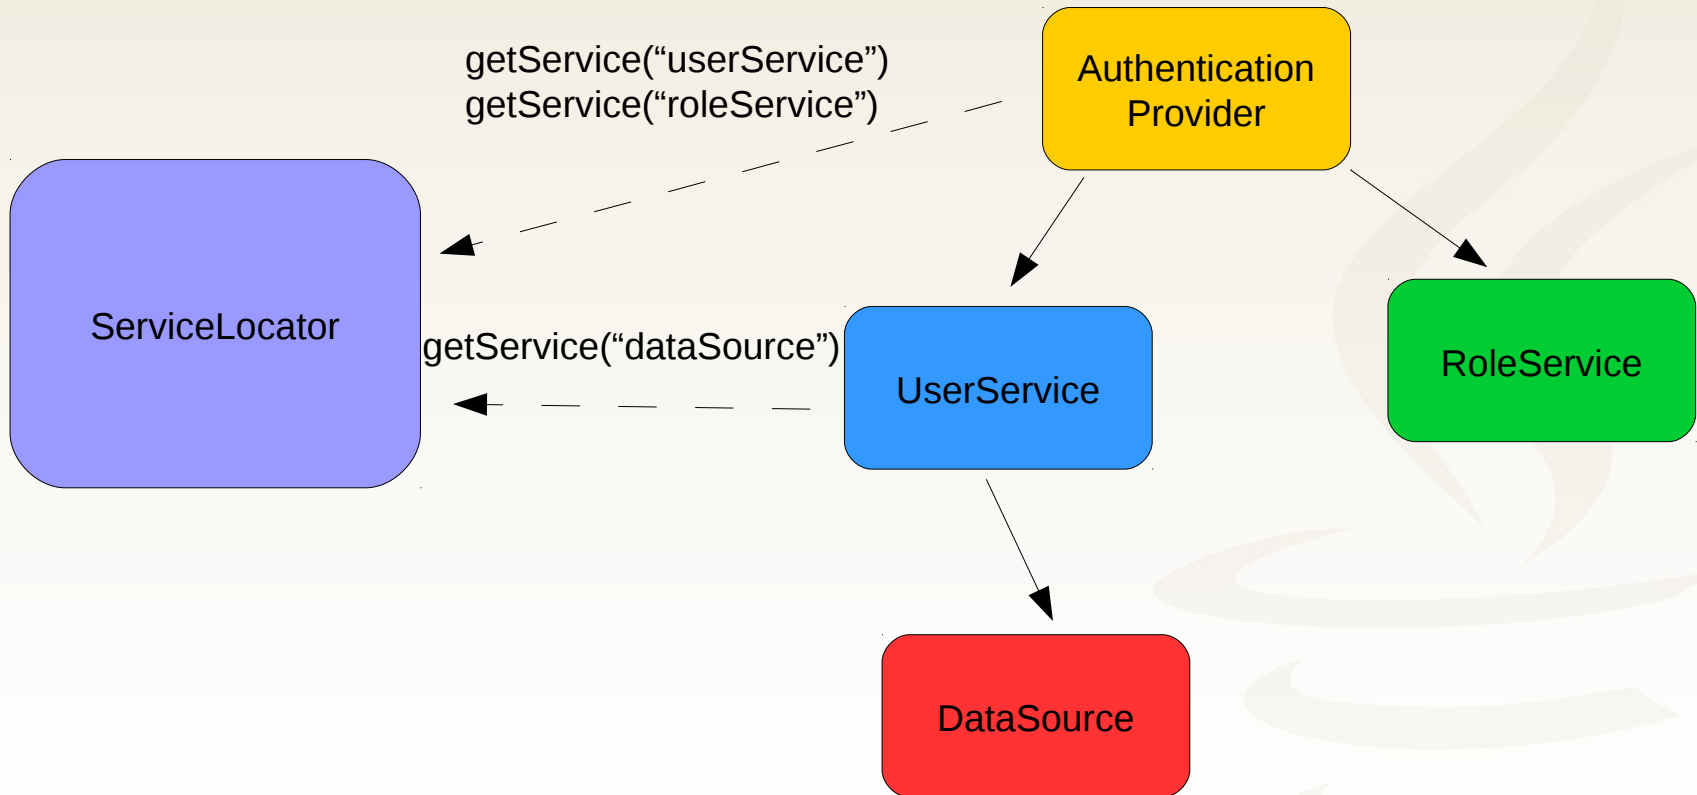 getService(“userService”)
getService(“roleService”)
Authentication
Provider
ServiceLocator
getService(“dataSource”)
UserService
RoleService
DataSource